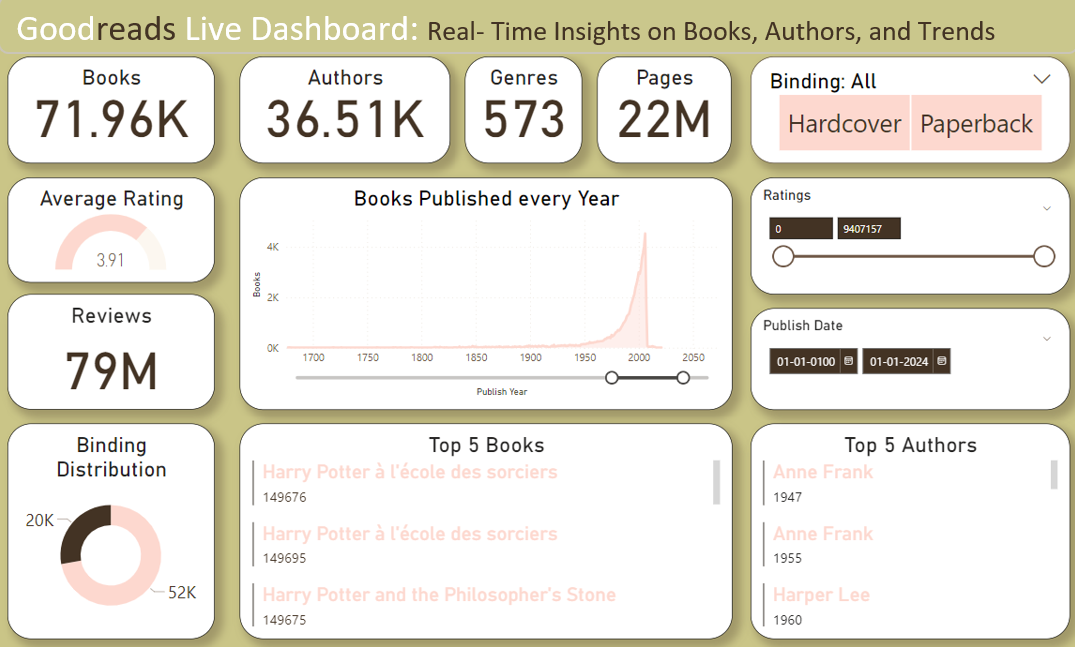 Goodreads Live Dashboard: Real- Time Insights on Books, Authors, and Trends
Books
71.96K
Authors
36.51K
Genres
573
Pages
22M
Binding: All
Hardcover
Paperback
Average Rating
3.91
Books Published every Year
Books
4K
2K
0K
1700 1750 1800 1850 1900 1950 2000 2050
Publish Year
Ratings
0
9407157
Reviews
79M
Publish Date
01-01-0100
01-01-2024
Binding
Distribution
20K
52K
Top 5 Books
Harry Potter à l'école des sorciers
149676
Harry Potter à l'école des sorciers
149695
Harry Potter and the Philosopher's Stone
149675
Top 5 Authors
Anne Frank
1947
Anne Frank
1955
Harper Lee
1960